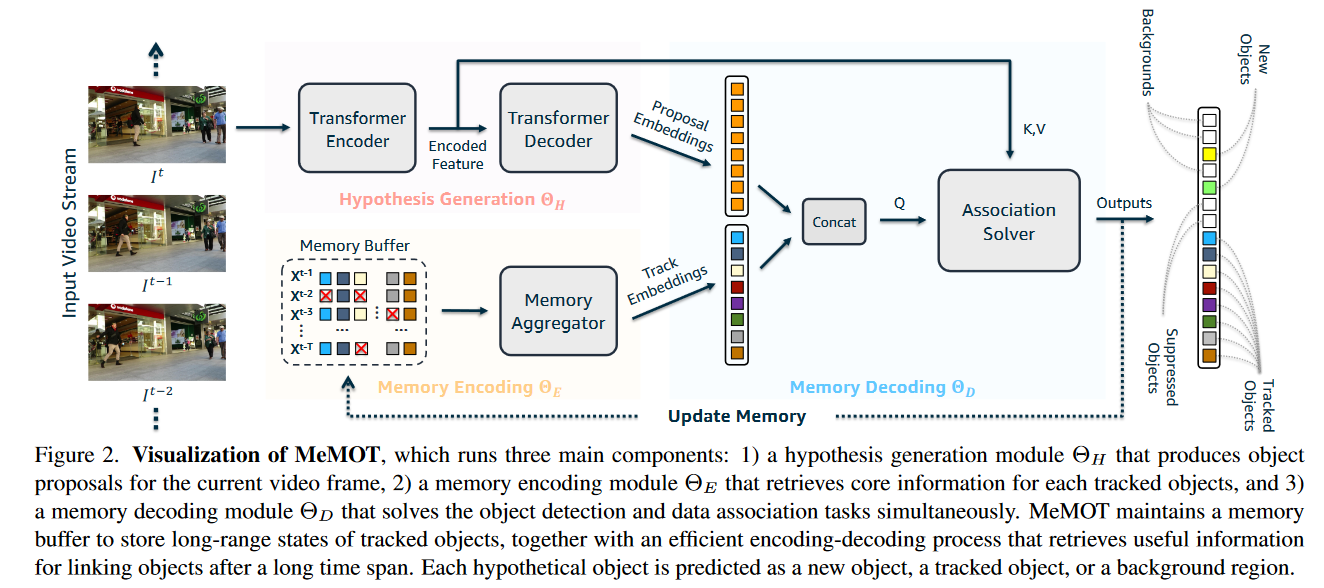 Input Video Stream
I^t
I^{t−1}
I^{t−2}
Transformer
Encoder
Encoded
Feature
Transformer
Decoder
Hypothesis Generation Θ_H
Proposal
Embeddings
Memory Buffer
X^{t-1}
X^{t-2}
X^{t-3}
X^{t-T}
Memory
Aggregator
Memory Encoding Θ_E
Track
Embeddings
Concat
Q
K,V
Association
Solver
Memory Decoding Θ_D
Outputs
Update Memory
Backgrounds
New
Objects
Suppressed
Objects
Tracked
Objects
Figure 2. Visualization of MeMOT, which runs three main components: 1) a hypothesis generation module Θ_H that produces object
proposals for the current video frame, 2) a memory encoding module Θ_E that retrieves core information for each tracked objects, and 3)
a memory decoding module Θ_D that solves the object detection and data association tasks simultaneously. MeMOT maintains a memory
buffer to store long-range states of tracked objects, together with an efficient encoding-decoding process that retrieves useful information
for linking objects after a long time span. Each hypothetical object is predicted as a new object, a tracked object, or a background region.